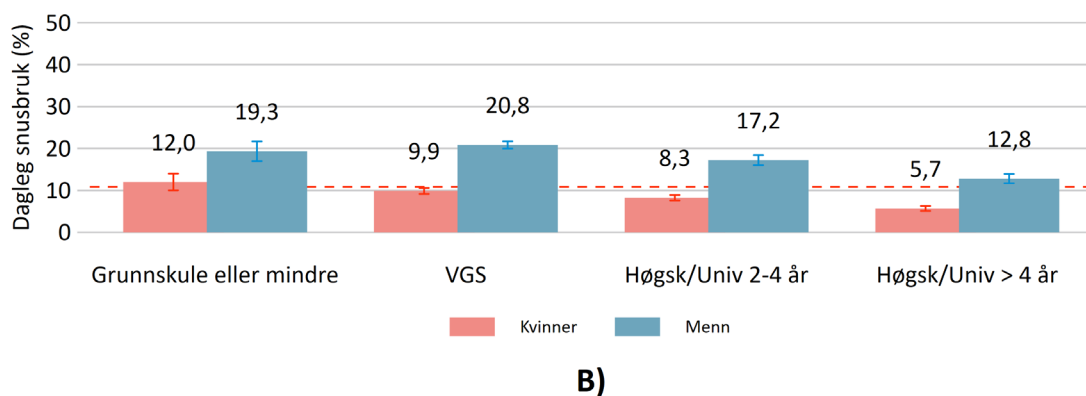 Dagleg snusbruk (%)
50
40
30
20
10
0
12,0
19,3
9,9
20,8
8,3
17,2
5,7
12,8
Grunnskule eller mindre
VGS
Høgsk/Univ 2-4 år
Høgsk/Univ > 4 år
Kvinner
Menn
B)